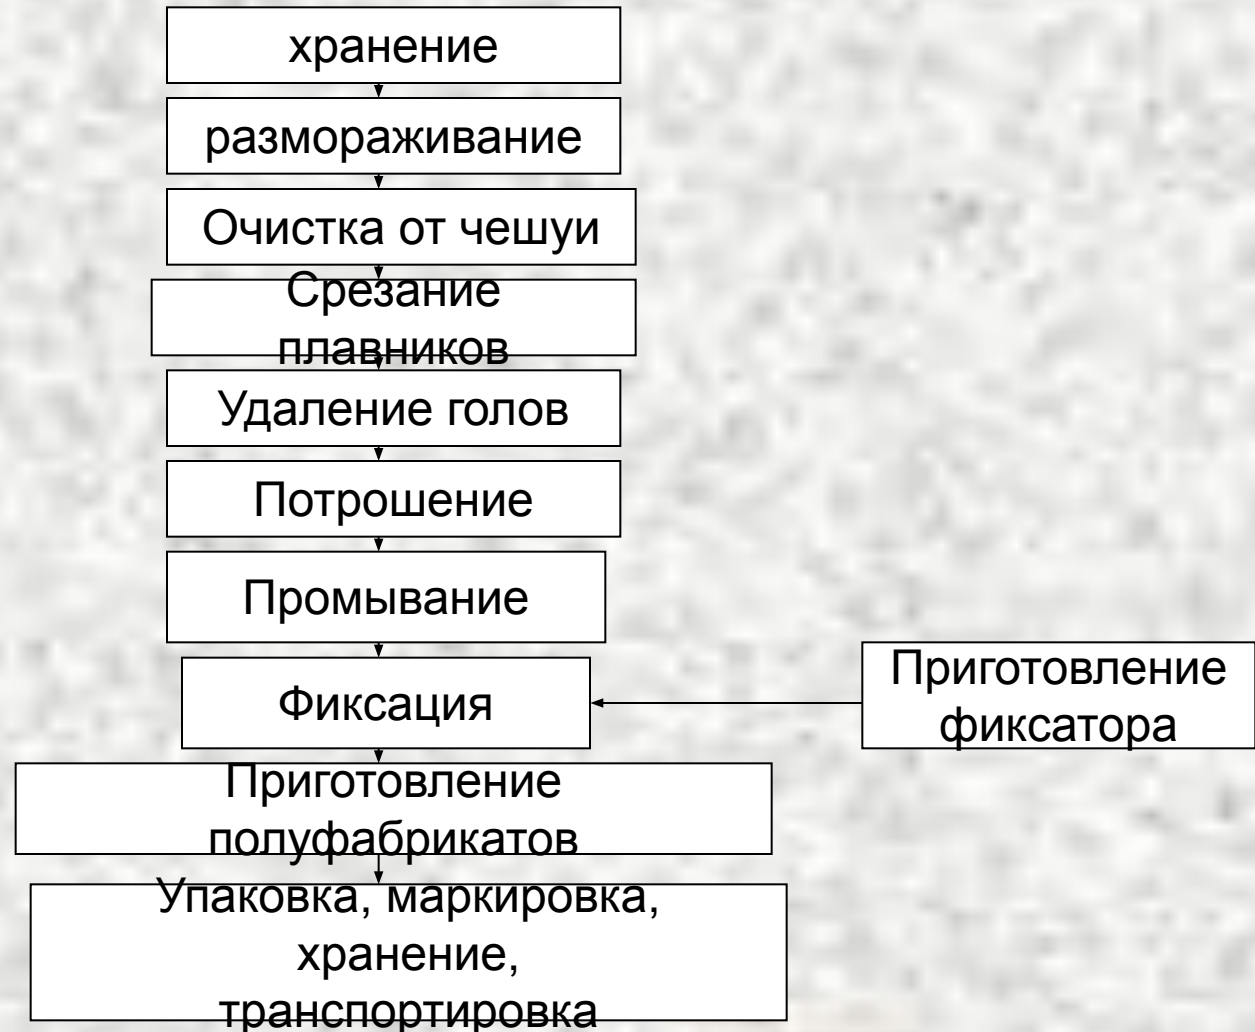 хранение
размораживание
Очистка от чешуи
Срезание
плавников
Удаление голов
Потрошение
Промывание
Фиксация
Приготовление
фиксатора
Приготовление
полуфабрикатов
Упаковка, маркировка,
хранение,
транспортировка